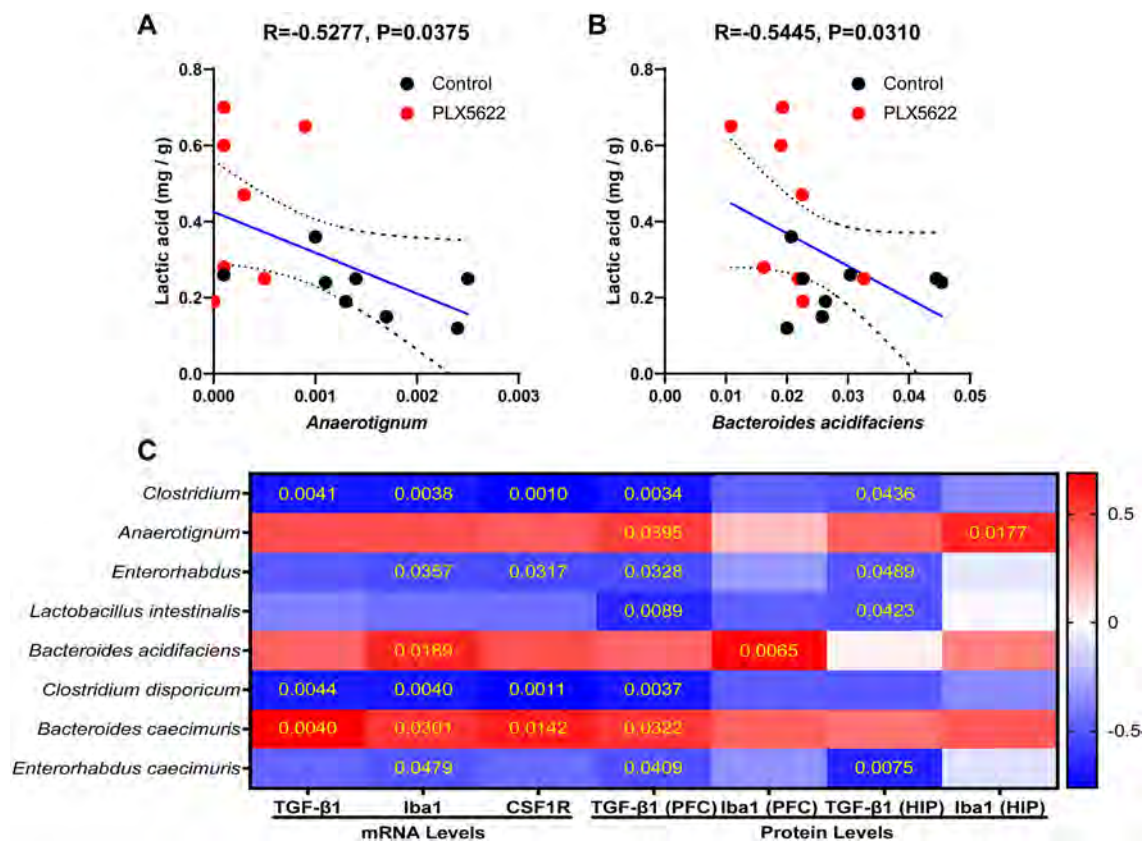 A
R=-0.5277, P=0.0375
Lactic acid (mg / g)
0.8
0.6
0.4
0.2
0.0
0.000
0.001
0.002
0.003
Anaerotignum
Control
PLX5622
B
R=-0.5445, P=0.0310
Lactic acid (mg / g)
0.8
0.6
0.4
0.2
0.0
0.00
0.01
0.02
0.03
0.04
0.05
Bacteroides acidifaciens
Control
PLX5622
C
Clostridium 0.0041 0.0038 0.0010 0.0034 0.0436
Anaerotignum 0.0395 0.0177
Enterorhabdus 0.0357 0.0317 0.0328 0.0489
Lactobacillus intestinalis 0.0089 0.0423
Bacteroides acidifaciens 0.0189 0.0065
Clostridium disporicum 0.0044 0.0040 0.0011 0.0037
Bacteroides caecimuris 0.0040 0.0301 0.0142 0.0322
Enterorhabdus caecimuris 0.0479 0.0409 0.0075
TGF-β1 Iba1 CSF1R TGF-β1 (PFC) Iba1 (PFC) TGF-β1 (HIP) Iba1 (HIP)
mRNA Levels Protein Levels
0.5
0
-0.5